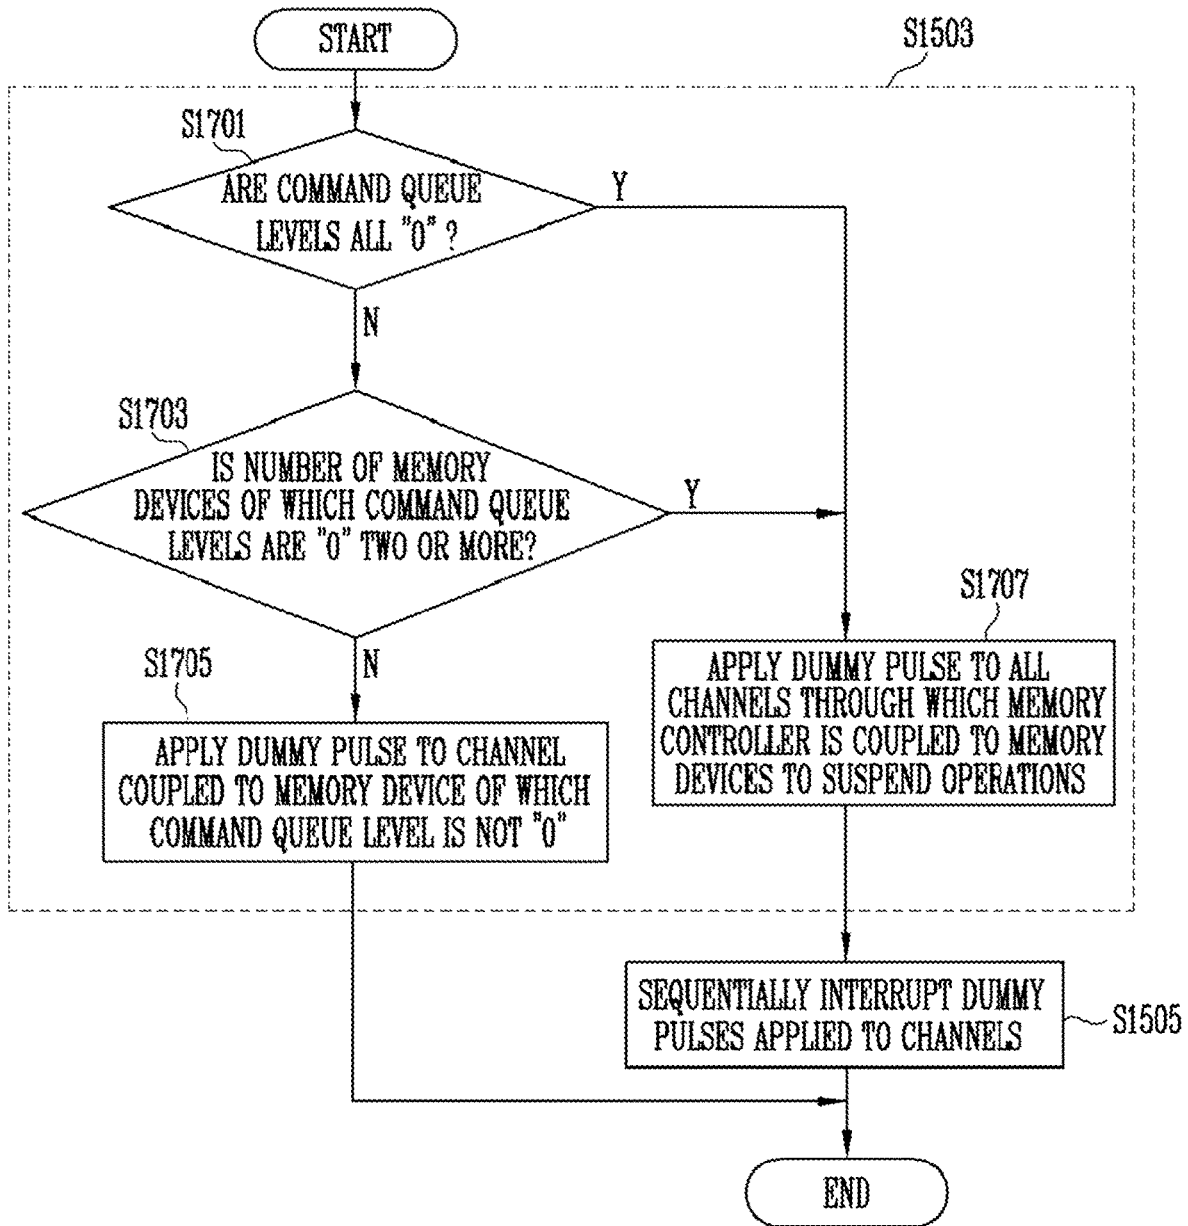 START
S1503
S1701
ARE COMMAND QUEUE
LEVELS ALL "0" ?
Y
N
S1703
IS NUMBER OF MEMORY
DEVICES OF WHICH COMMAND QUEUE
LEVELS ARE "0" TWO OR MORE?
Y
N
S1705
APPLY DUMMY PULSE TO CHANNEL
COUPLED TO MEMORY DEVICE OF WHICH
COMMAND QUEUE LEVEL IS NOT "0"
S1707
APPLY DUMMY PULSE TO ALL
CHANNELS THROUGH WHICH MEMORY
CONTROLLER IS COUPLED TO MEMORY
DEVICES TO SUSPEND OPERATIONS
SEQUENTIALLY INTERRUPT DUMMY
PULSES APPLIED TO CHANNELS
S1505
END